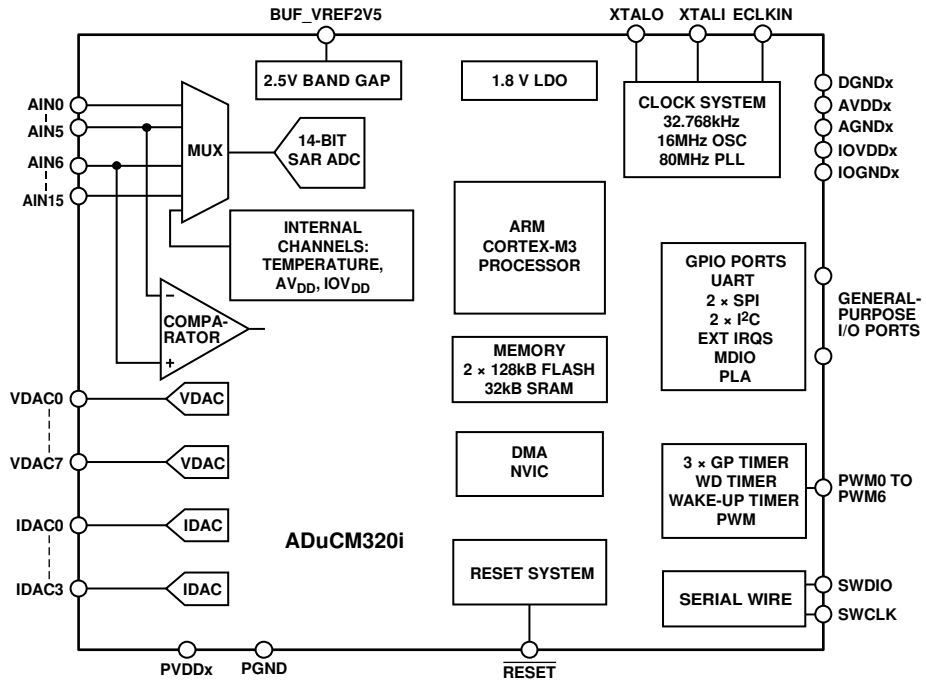 BUF_VREF2V5
XTALO
XTALI
ECLKIN
2.5V BAND GAP
1.8 V LDO
CLOCK SYSTEM
32.768kHz
16MHz OSC
80MHz PLL
DGNDx
AVDDx
AGNDx
IOVDDx
IOGNDx
AIN0
AIN5
AIN6
AIN15
MUX
14-BIT
SAR ADC
INTERNAL
CHANNELS:
TEMPERATURE,
AVDD, IOVDD
ARM
CORTEX-M3
PROCESSOR
GPIO PORTS
UART
2 × SPI
2 × I2C
EXT IRQS
MDIO
PLA
GENERAL-
PURPOSE
I/O PORTS
–
COMPA-
RATOR
+
MEMORY
2 × 128kB FLASH
32kB SRAM
VDAC0
VDAC
VDAC7
VDAC
DMA
NVIC
3 × GP TIMER
WD TIMER
WAKE-UP TIMER
PWM
PWM0 TO
PWM6
IDAC0
IDAC
IDAC3
IDAC
ADuCM320i
RESET SYSTEM
SERIAL WIRE
SWDIO
SWCLK
PVDDx
PGND
RESET